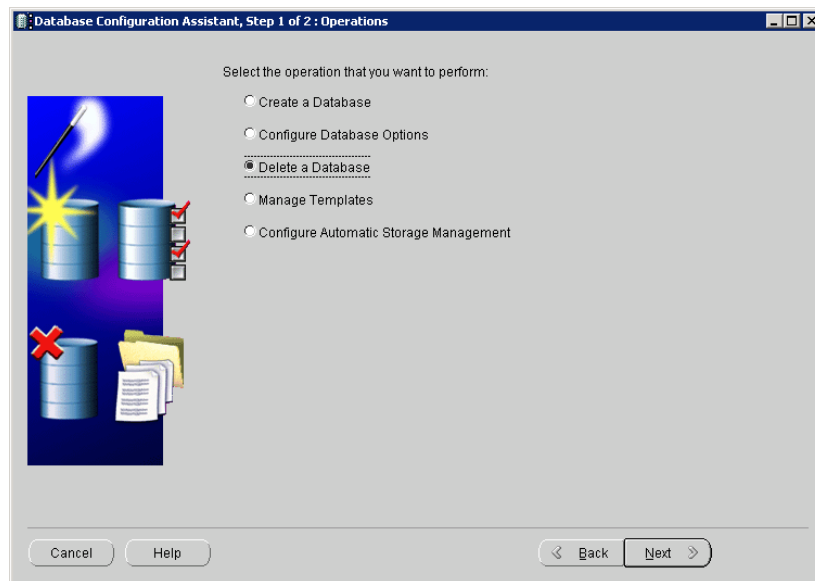 Database Configuration Assistant, Step 1 of 2 : Operations
Select the operation that you want to perform:
Create a Database
Configure Database Options
Delete a Database
Manage Templates
Configure Automatic Storage Management
Cancel
Help
Back
Next